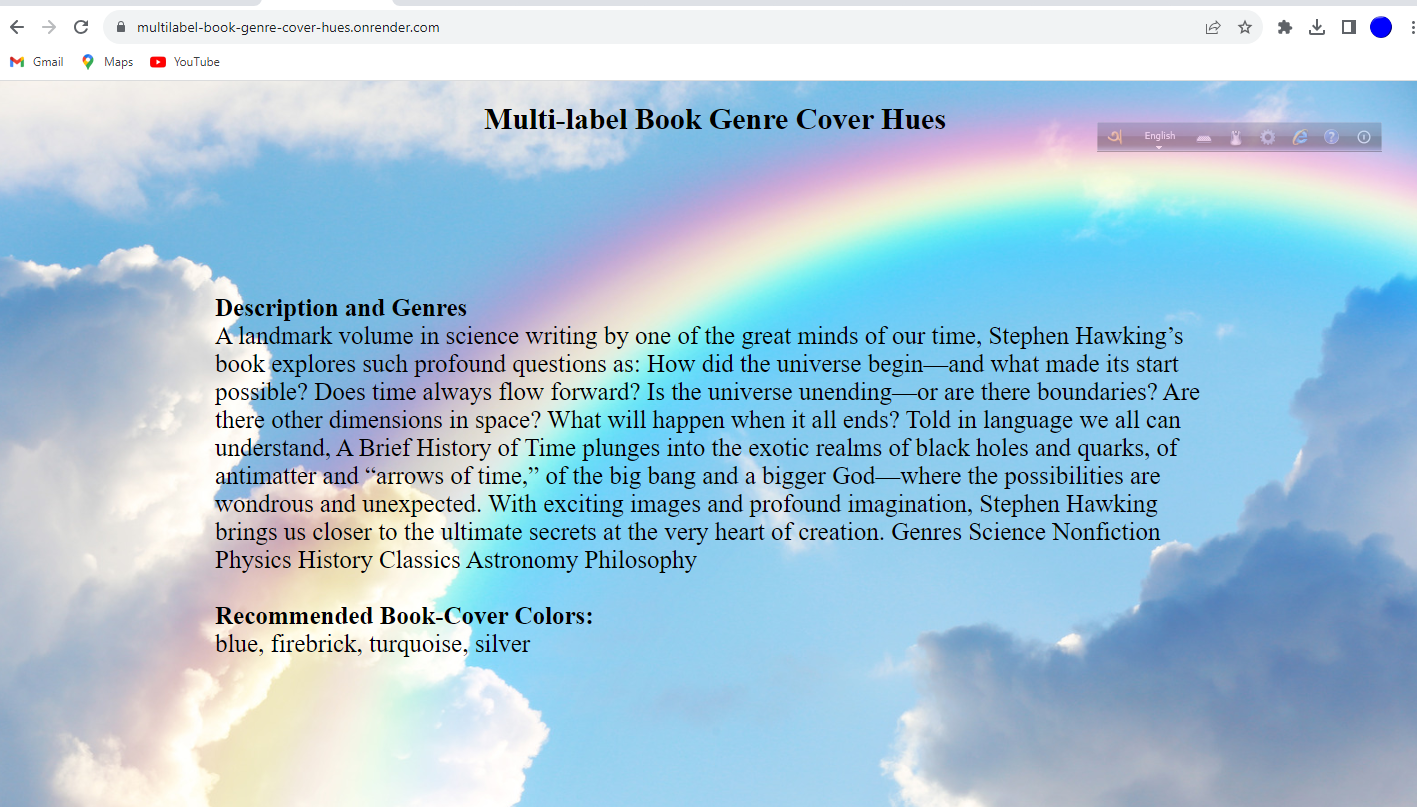 multilabel-book-genre-cover-hues.onrender.com
Gmail Maps YouTube
Multi-label Book Genre Cover Hues
অ English
Description and Genres
A landmark volume in science writing by one of the great minds of our time, Stephen Hawking’s
book explores such profound questions as: How did the universe begin—and what made its start
possible? Does time always flow forward? Is the universe unending—or are there boundaries? Are
there other dimensions in space? What will happen when it all ends? Told in language we all can
understand, A Brief History of Time plunges into the exotic realms of black holes and quarks, of
antimatter and “arrows of time,” of the big bang and a bigger God—where the possibilities are
wondrous and unexpected. With exciting images and profound imagination, Stephen Hawking
brings us closer to the ultimate secrets at the very heart of creation. Genres Science Nonfiction
Physics History Classics Astronomy Philosophy
Recommended Book-Cover Colors:
blue, firebrick, turquoise, silver